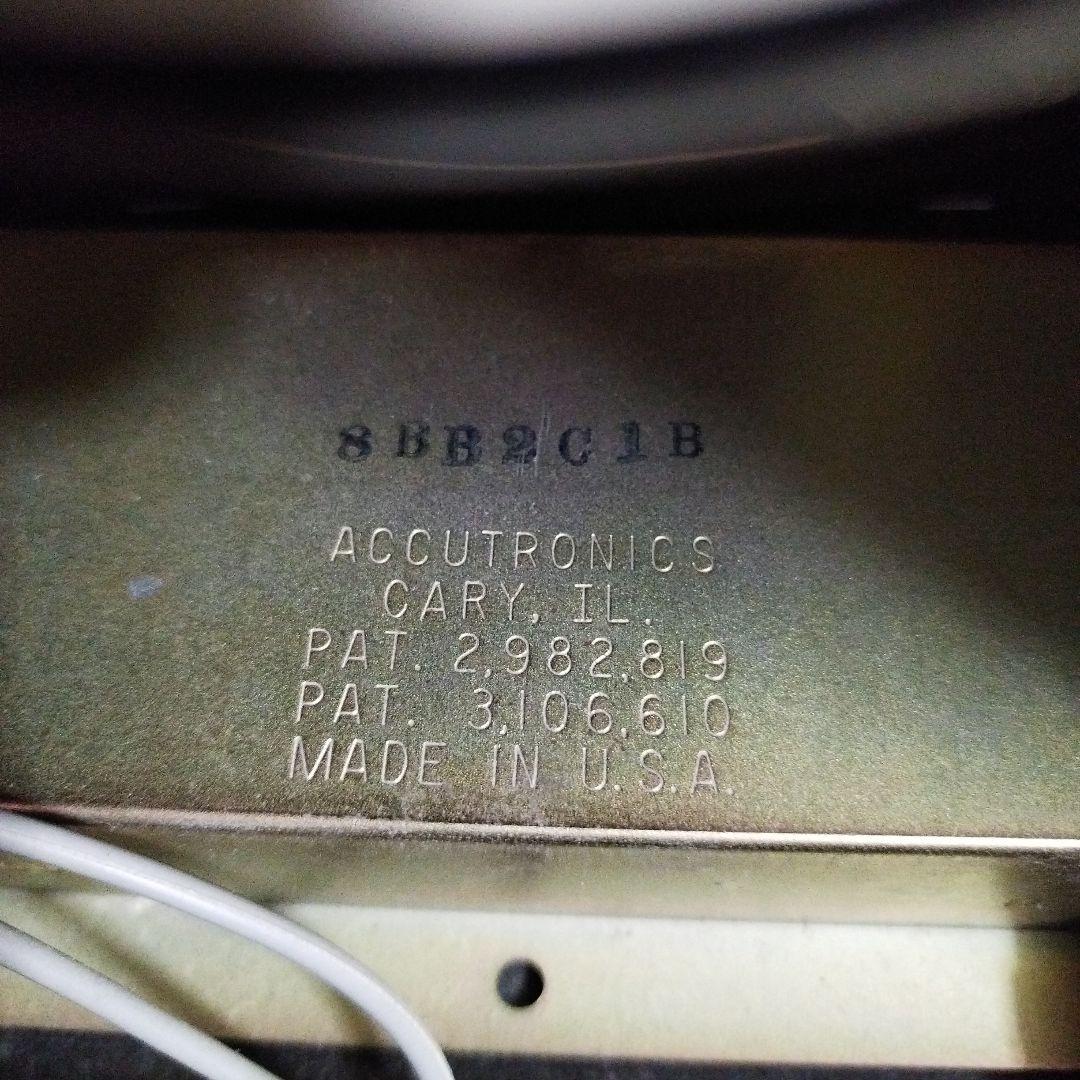 8BB2C1B
ACCUTRONICS
CARY, IL.
PAT. 2,982,819
PAT. 3,106,610
MADE IN U.S.A.